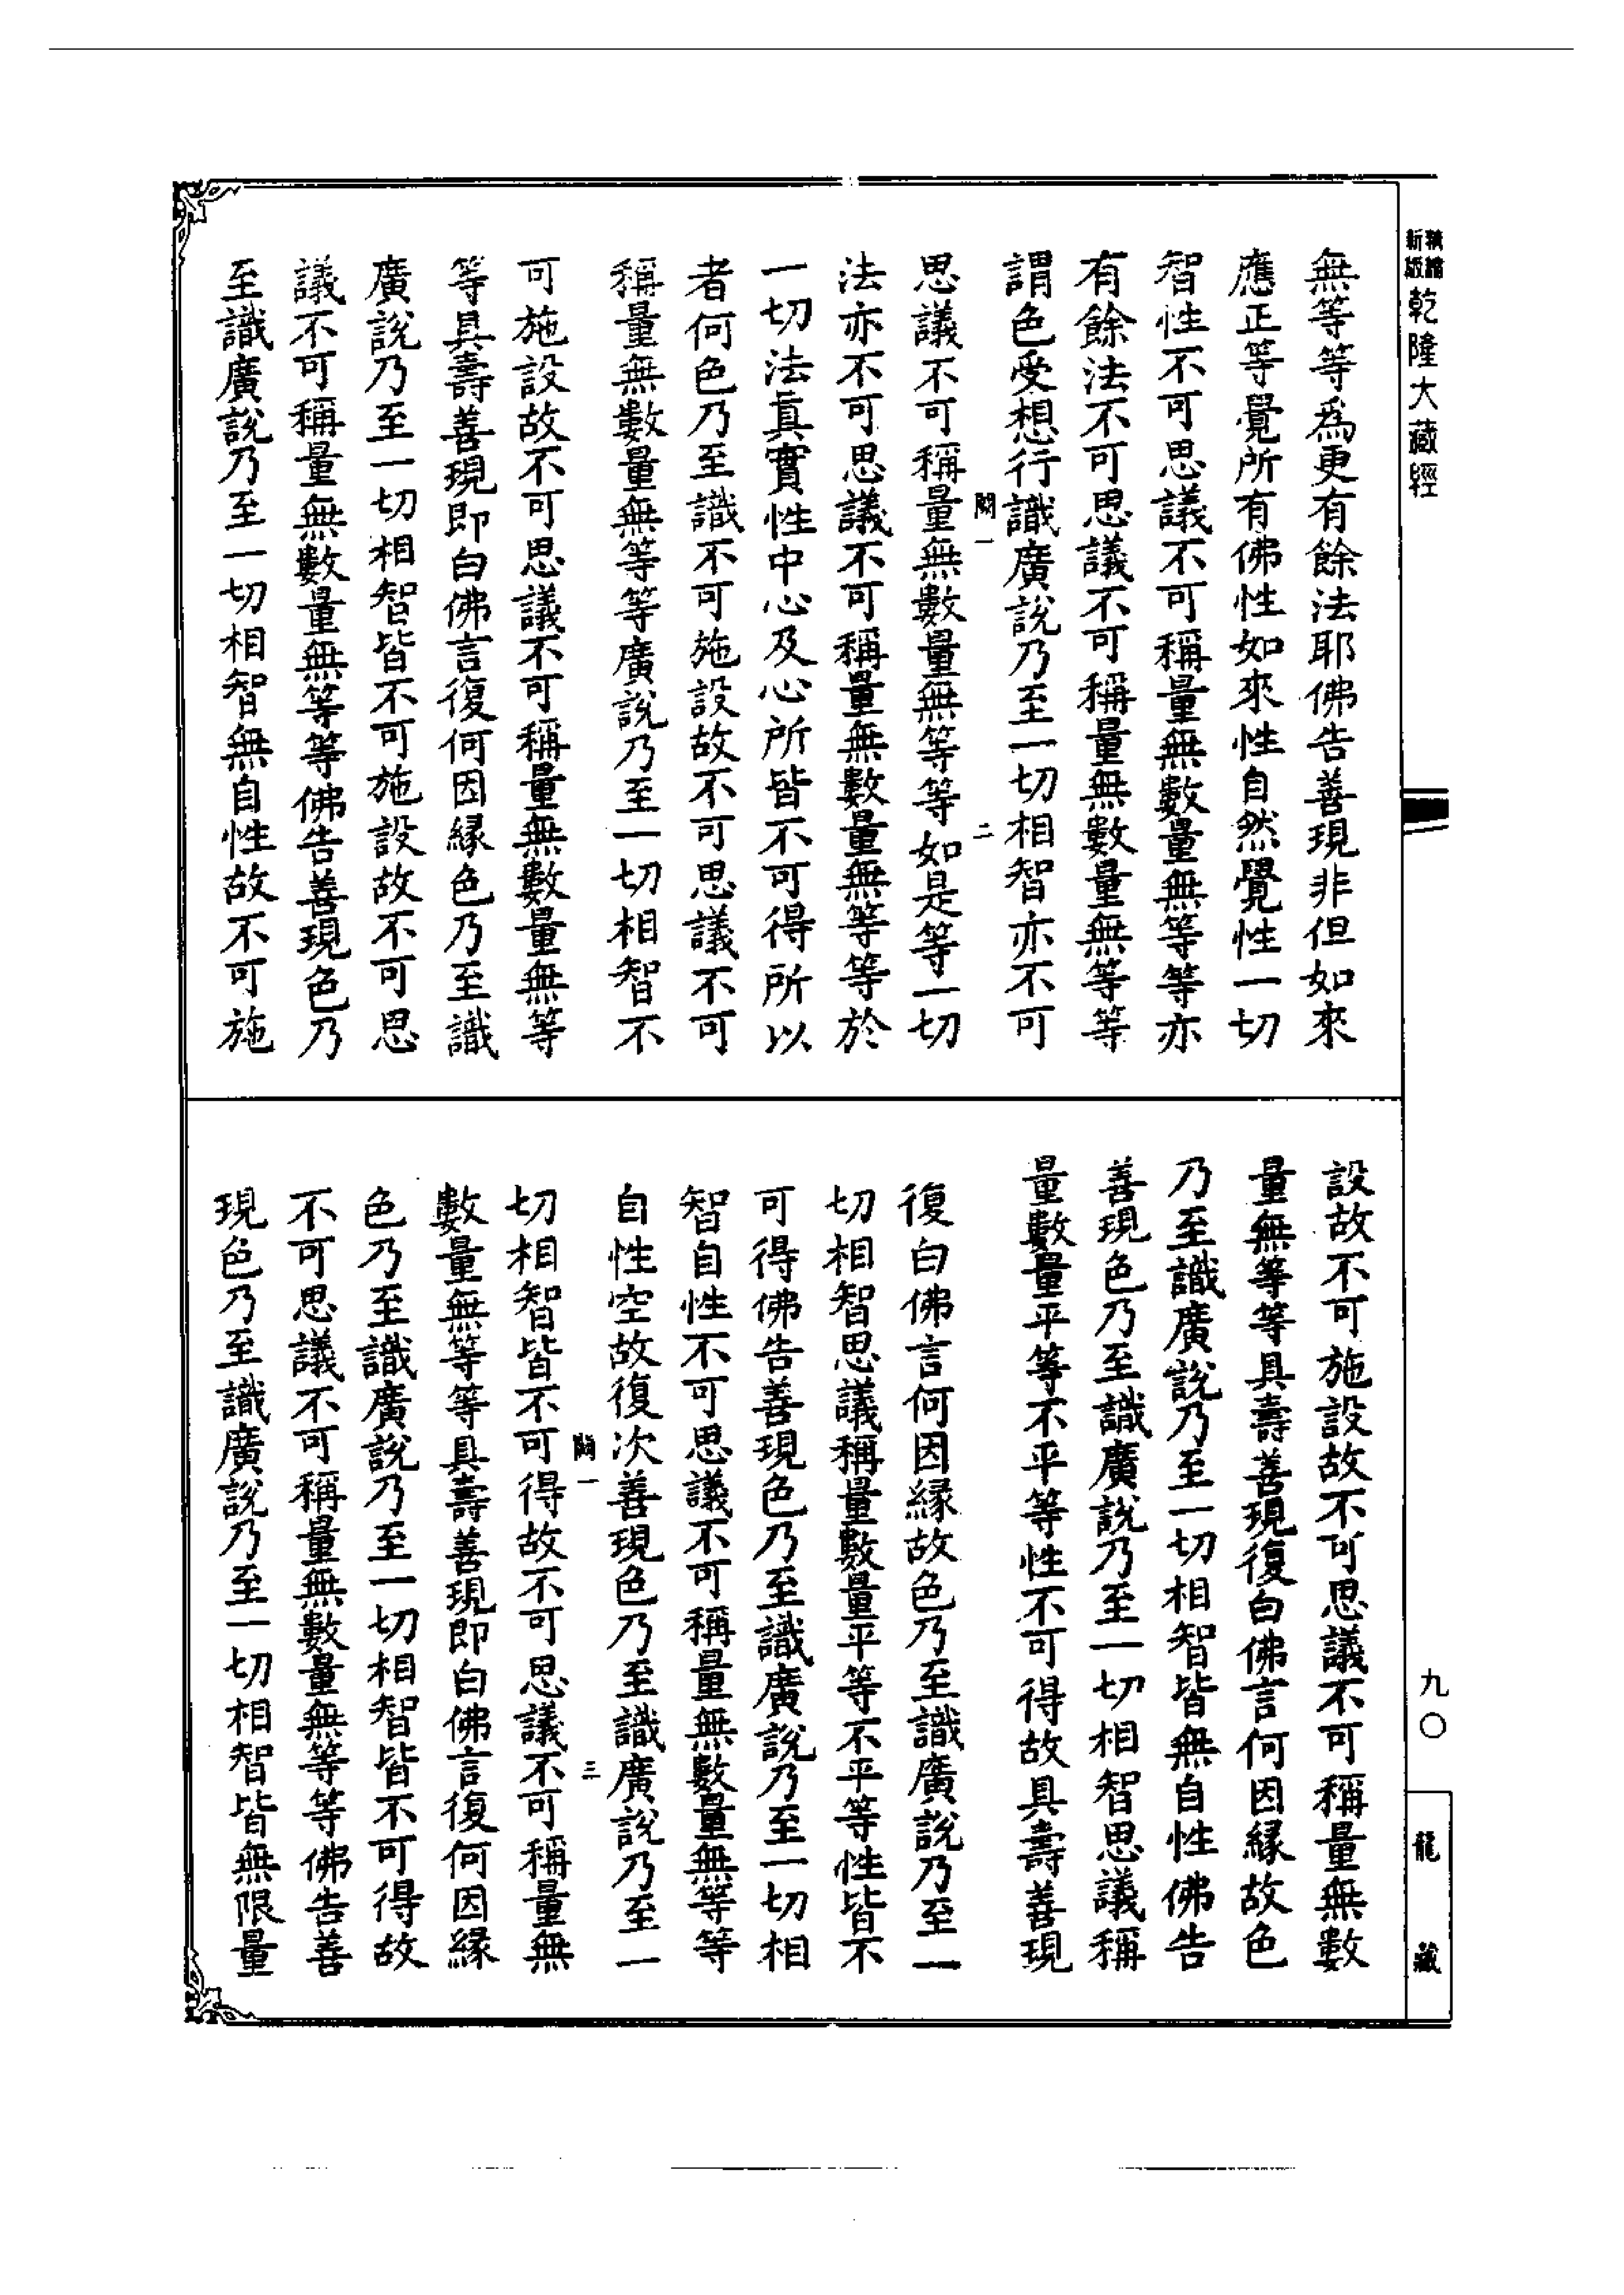 精縮
新版
乾隆大藏經
無等等為更有餘法耶佛告善現非但如來
應正等覺所有佛性如來性自然覺性一切
智性不可思議不可稱量無數量無等等亦
有餘法不可思議不可稱量無數量無等等
謂色受想行識廣說乃至一切相智亦不可
思議不可稱量無數量無等等如是等一切
法亦不可思議不可稱量無數量無等等於
一切法真實性中心及心所皆不可得所以
者何色乃至識不可施設故不可思議不可
稱量無數量無等等廣說乃至一切相智不
可施設故不可思議不可稱量無數量無等
等具壽善現即白佛言復何因緣色乃至識
廣說乃至一切相智皆不可施設故不可思
議不可稱量無數量無等等佛告善現色乃
至識廣說乃至一切相智無自性故不可施
設故不可施設故不可思議不可稱量無數
量無等等具壽善現復白佛言何因緣故色
乃至識廣說乃至一切相智皆無自性佛告
善現色乃至識廣說乃至一切相智思議稱
量數量平等不平等性不可得故具壽善現
復白佛言何因緣故色乃至識廣說乃至一
切相智思議稱量數量平等不平等性皆不
可得佛告善現色乃至識廣說乃至一切相
智自性不可思議不可稱量無數量無等等
自性空故復次善現色乃至識廣說乃至一
三
切相智皆不可得故不可思議不可稱量無
數量無等等具壽善現即白佛言復何因緣
色乃至識廣說乃至一切相智皆不可得故
不可思議不可稱量無數量無等等佛告善
現色乃至識廣說乃至一切相智皆無限量
九〇
龍藏